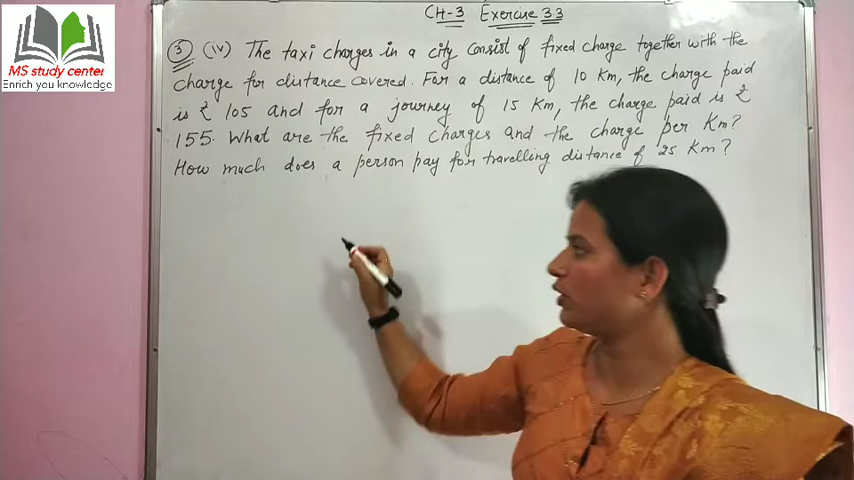 CH-3 Exercise 3.3
3 (iv) The taxi charges in a city consist of fixed charge together with the
charge for distance covered. For a distance of 10 Km, the charge paid
is ₹ 105 and for a journey of 15 Km, the charge paid is ₹
155. What are the fixed charges and the charge per Km?
How much does a person pay for travelling distance of 25 Km?
MS study center
Enrich you knowledge